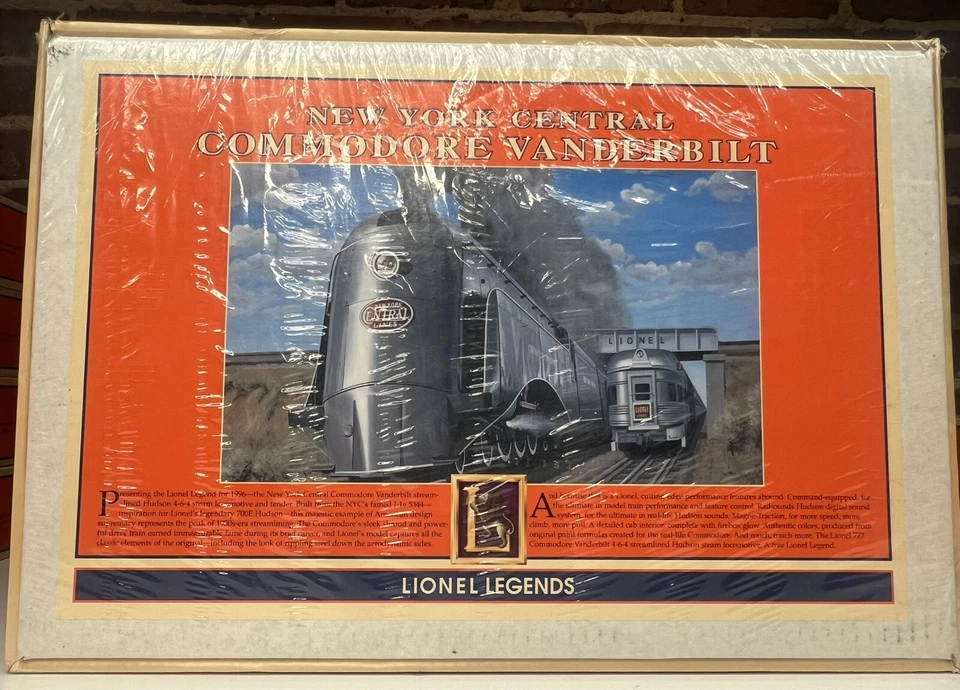 NEW YORK CENTRAL
COMMODORE VANDERBILT
NEW YORK
CENTRAL
LINES
LIONEL
LIONEL
Presenting the Lionel Legend for 1996—the New York Central Commodore Vanderbilt stream-
lined Hudson 4-6-4 steam locomotive and tender. Built from the NYC's famed J-1e 5344—
inspiration for Lionel's legendary 700E Hudson—this majestic example of American design
supremacy represents the peak of 1930s-era streamlining. The Commodore's sleek shroud and power-
ful drive train earned immeasurable fame during its brief career, and Lionel's model captures all the
classic elements of the original—including the look of rippling steel down the aerodynamic sides.
L
And because this is a Lionel, cutting-edge performance features abound. Command-equipped, for
the ultimate in model train performance and feature control. RailSounds Hudson digital sound
system, for the ultimate in real-life Hudson sounds. Magne-Traction, for more speed, more
climb, more pull. A detailed cab interior, complete with firebox glow. Authentic colors, produced from
original paint formulas created for the real-life Commodore. And much, much more. The Lionel 777
Commodore Vanderbilt 4-6-4 streamlined Hudson steam locomotive. A true Lionel Legend.
LIONEL LEGENDS